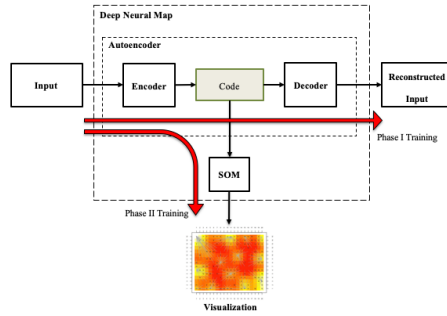 Deep Neural Map
Autoencoder
Input
Encoder
Code
Decoder
Reconstructed
Input
Phase I Training
SOM
Phase II Training
Visualization